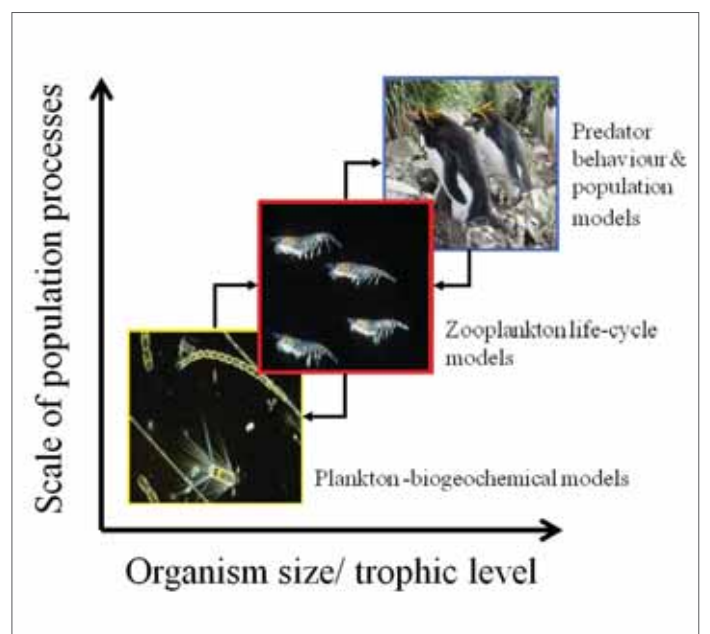 Scale of population processes
Predator
behaviour &
population
models
Zooplankton life-cycle
models
Plankton -biogeochemical models
Organism size/ trophic level